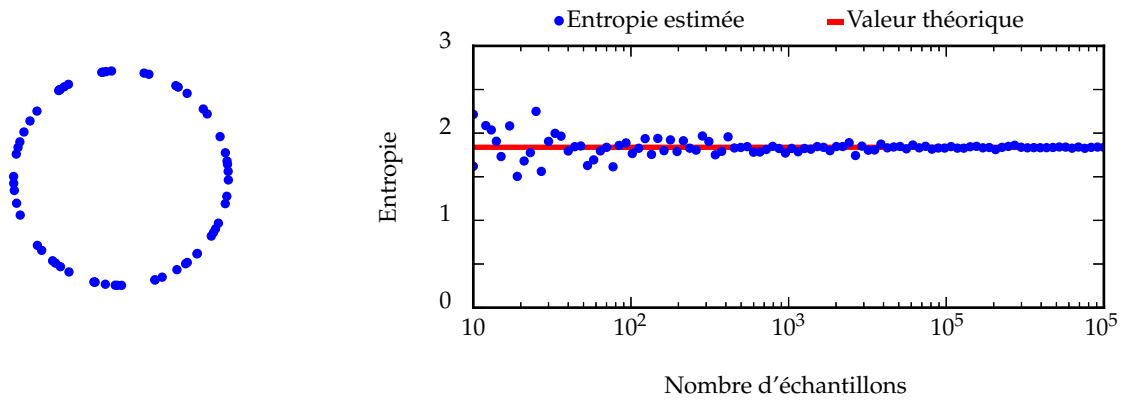 Entropie estimée Valeur théorique
3
2
1
0
Entropie
10 10² 10³ 10⁵ 10⁵
Nombre d'échantillons